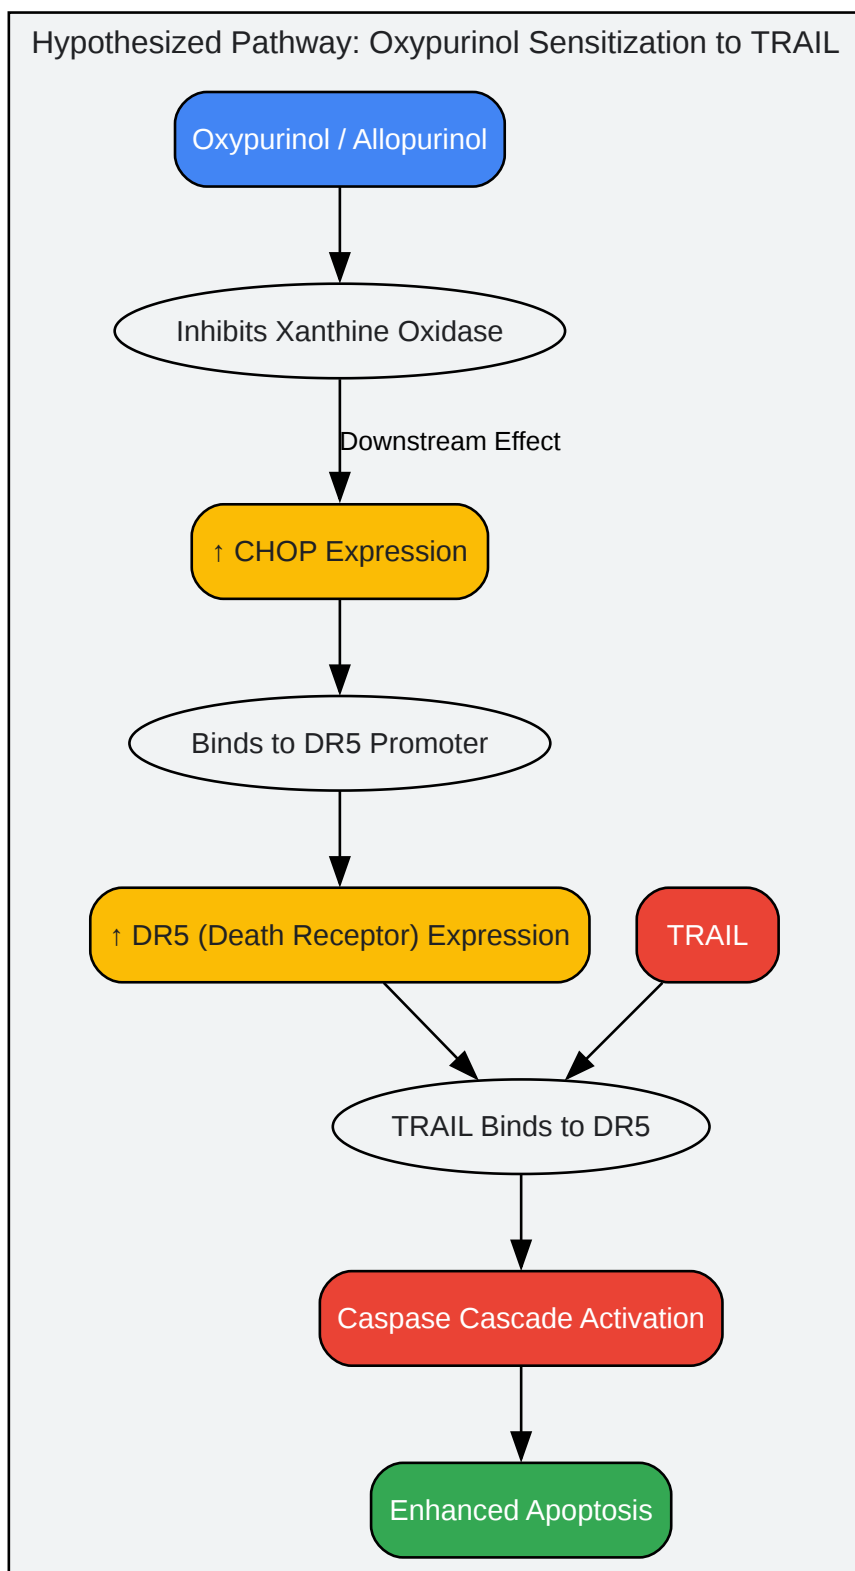 Hypothesized Pathway: Oxypurinol Sensitization to TRAIL
Oxypurinol / Allopurinol
Inhibits Xanthine Oxidase
Downstream Effect
↑ CHOP Expression
Binds to DR5 Promoter
↑ DR5 (Death Receptor) Expression
TRAIL
TRAIL Binds to DR5
Caspase Cascade Activation
Enhanced Apoptosis